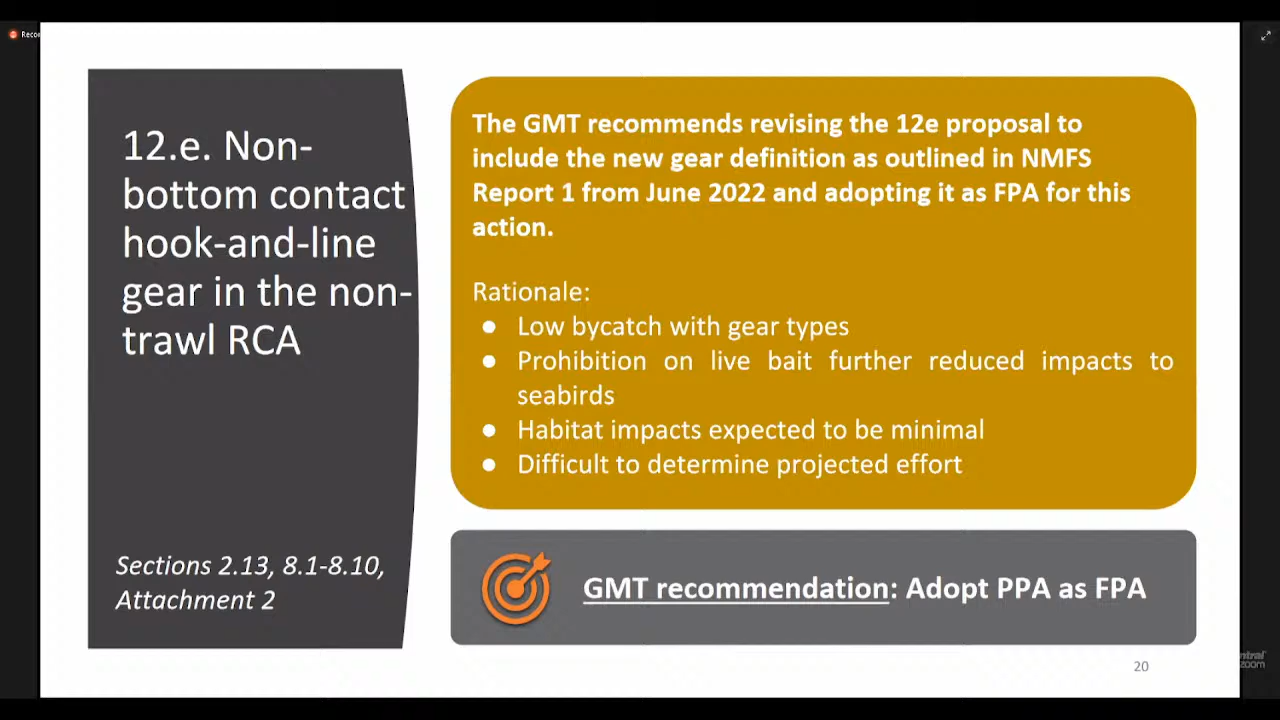 Recor
12.e. Non-
bottom contact
hook-and-line
gear in the non-
trawl RCA
Sections 2.13, 8.1-8.10,
Attachment 2
The GMT recommends revising the 12e proposal to
include the new gear definition as outlined in NMFS
Report 1 from June 2022 and adopting it as FPA for this
action.
Rationale:
● Low bycatch with gear types
● Prohibition on live bait further reduced impacts to
seabirds
● Habitat impacts expected to be minimal
● Difficult to determine projected effort
GMT recommendation: Adopt PPA as FPA
20
zoom